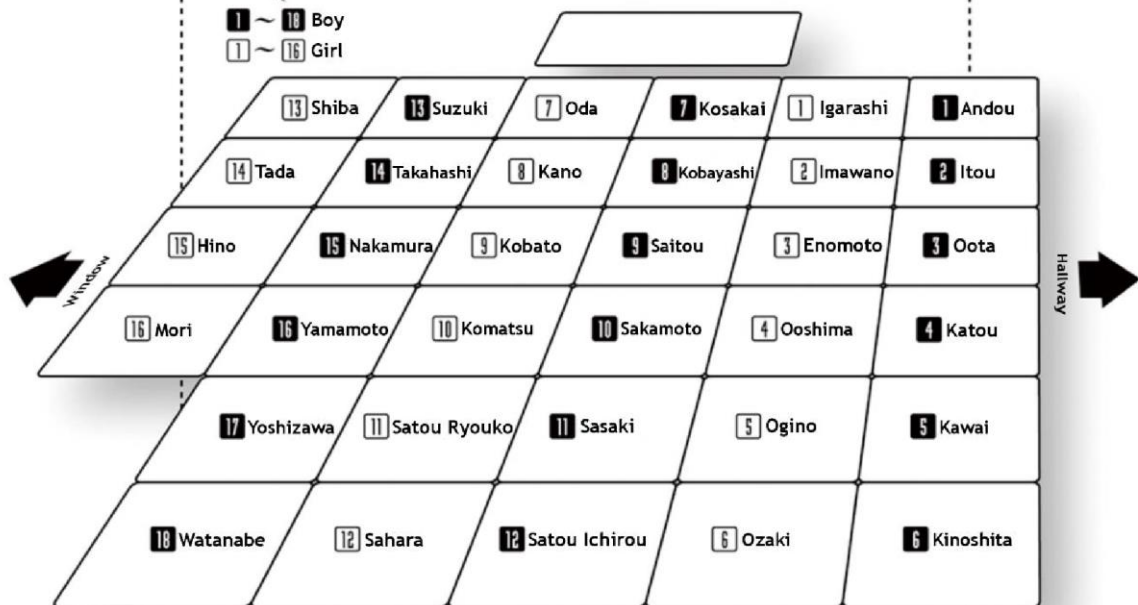 1 ~ 18 Boy
1 ~ 16 Girl
13 Shiba 13 Suzuki 7 Oda 7 Kosakai 1 Igarashi 1 Andou
14 Tada 14 Takahashi 8 Kano 8 Kobayashi 2 Imawano 2 Itou
15 Hino 15 Nakamura 9 Kobato 9 Saitou 3 Enomoto 3 Oota
Window
Hallway
16 Mori 16 Yamamoto 10 Komatsu 10 Sakamoto 4 Ooshima 4 Katou
17 Yoshizawa 11 Satou Ryouko 11 Sasaki 5 Ogino 5 Kawai
18 Watanabe 12 Sahara 12 Satou Ichirou 6 Ozaki 6 Kinoshita